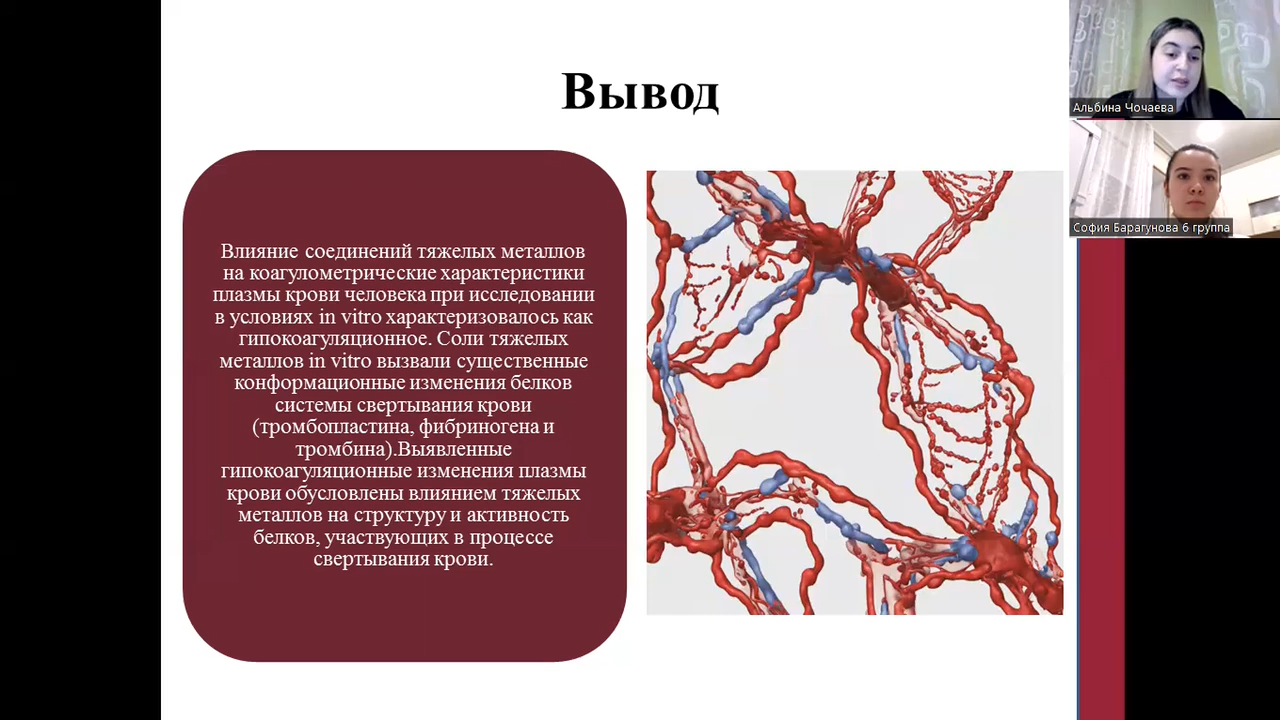 Вывод
Влияние соединений тяжелых металлов
на коагулометрические характеристики
плазмы крови человека при исследовании
в условиях in vitro характеризовалось как
гипокоагуляционное. Соли тяжелых
металлов in vitro вызвали существенные
конформационные изменения белков
системы свертывания крови
(тромбопластина, фибриногена и
тромбина).Выявленные
гипокоагуляционные изменения плазмы
крови обусловлены влиянием тяжелых
металлов на структуру и активность
белков, участвующих в процессе
свертывания крови.
Альбина Чочаева
София Барагунова 6 группа